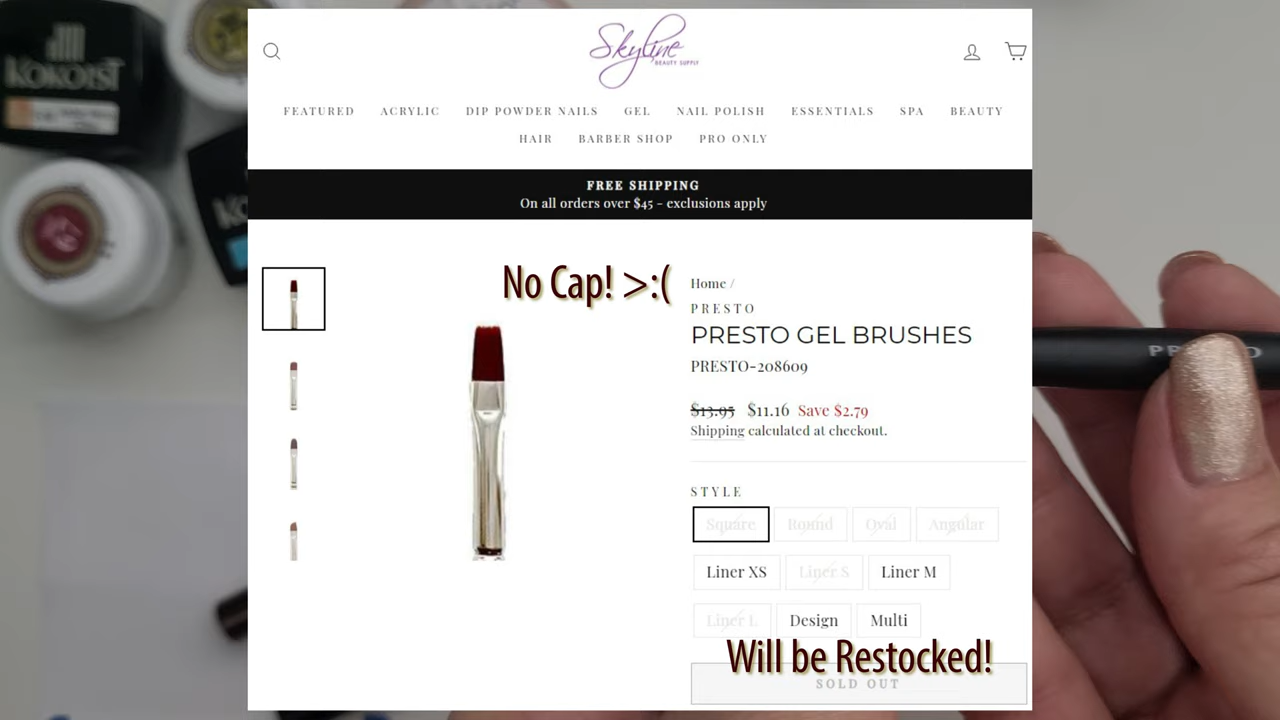 KOKOIST
Skyline
BEAUTY SUPPLY
FEATURED ACRYLIC DIP POWDER NAILS GEL NAIL POLISH ESSENTIALS SPA BEAUTY
HAIR BARBER SHOP PRO ONLY
FREE SHIPPING
On all orders over $45 - exclusions apply
No Cap! >:(
Home /
PRESTO
PRESTO GEL BRUSHES
PRESTO-208609
$13.95 $11.16 Save $2.79
Shipping calculated at checkout.
STYLE
Square Round Oval Angular
Liner XS Liner S Liner M
Liner L Design Multi
Will be Restocked!
SOLD OUT